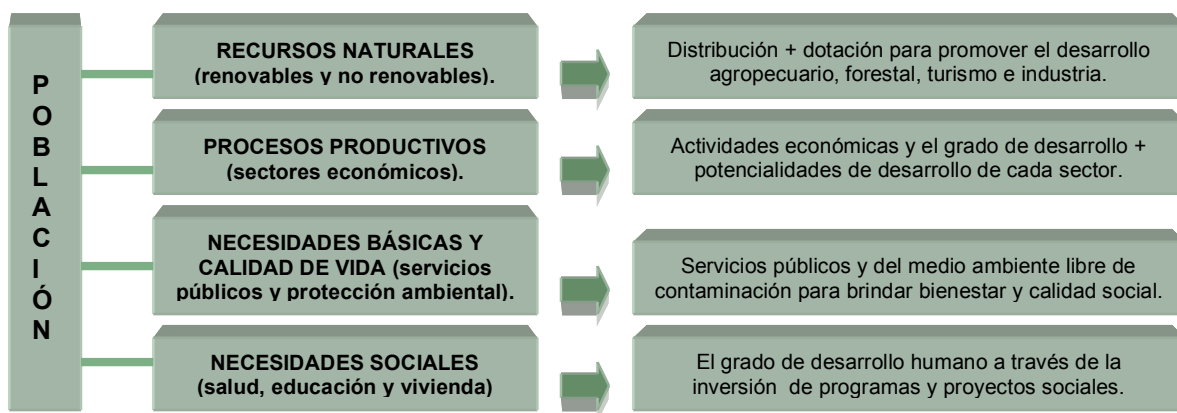 POBLACIÓN
RECURSOS NATURALES
(renovables y no renovables).
Distribución + dotación para promover el desarrollo
agropecuario, forestal, turismo e industria.
PROCESOS PRODUCTIVOS
(sectores económicos).
Actividades económicas y el grado de desarrollo +
potencialidades de desarrollo de cada sector.
NECESIDADES BÁSICAS Y
CALIDAD DE VIDA (servicios
públicos y protección ambiental).
Servicios públicos y del medio ambiente libre de
contaminación para brindar bienestar y calidad social.
NECESIDADES SOCIALES
(salud, educación y vivienda)
El grado de desarrollo humano a través de la
inversión de programas y proyectos sociales.